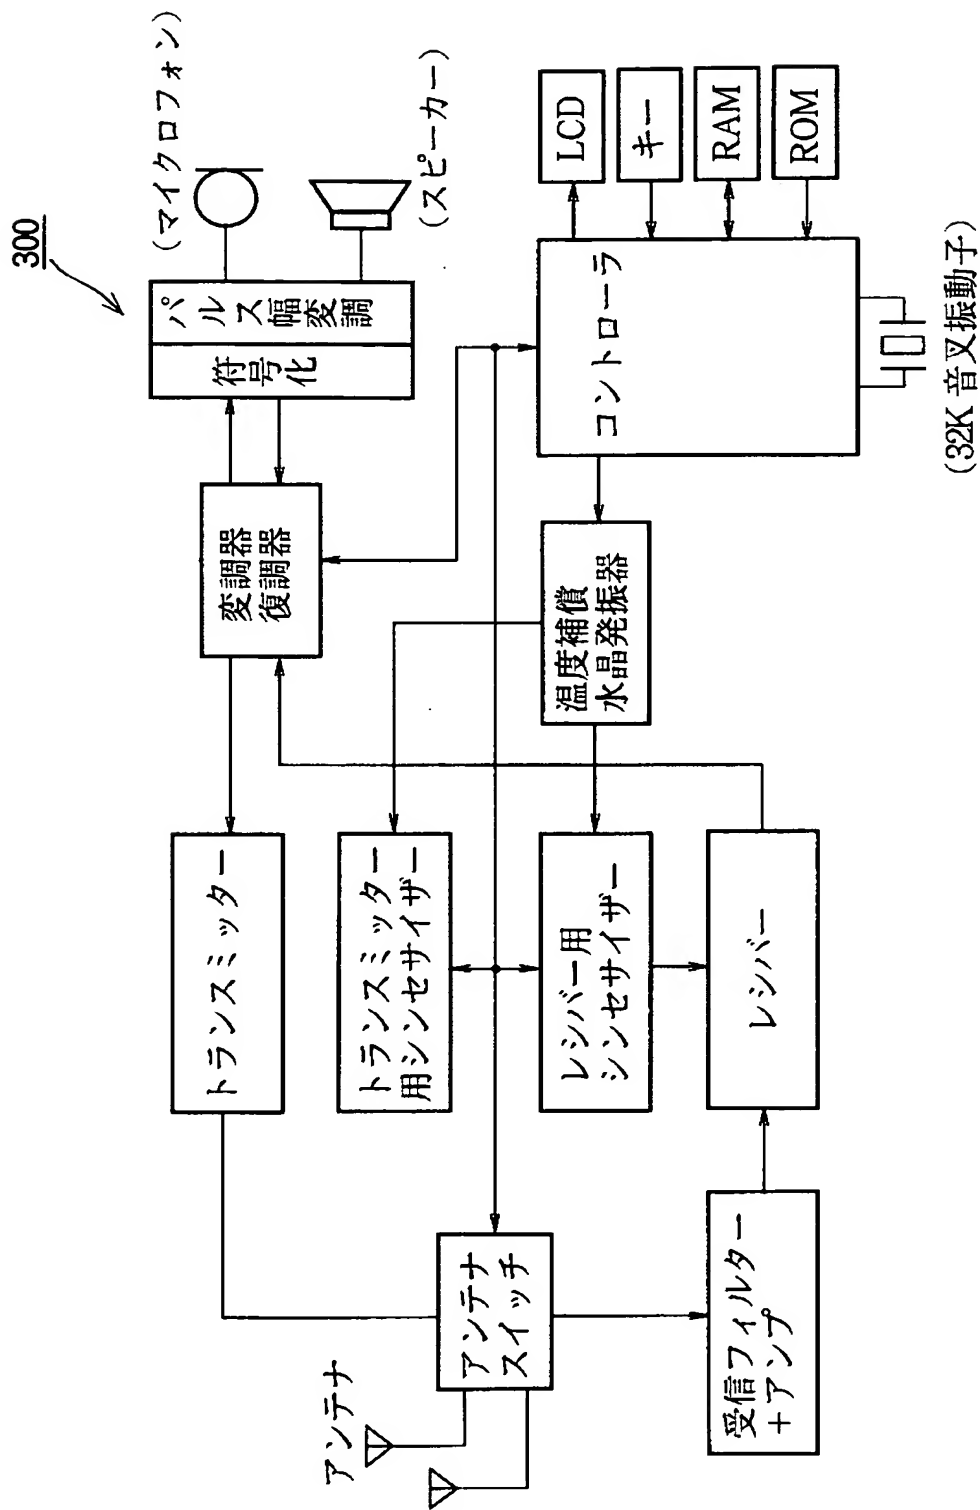 300
(マイクロフォン)
(スピーカー)
パルス幅変調
符号化
変調器
復調器
トランスミッター
トランスミッター
用シンセサイザー
レシバー用
シンセサイザー
レシバー
受信フィルター
+アンプ
アンテナ
アンテナ
スイッチ
温度補償
水晶発振器
コントローラ
LCD
キー
RAM
ROM
(32K 音叉振動子)